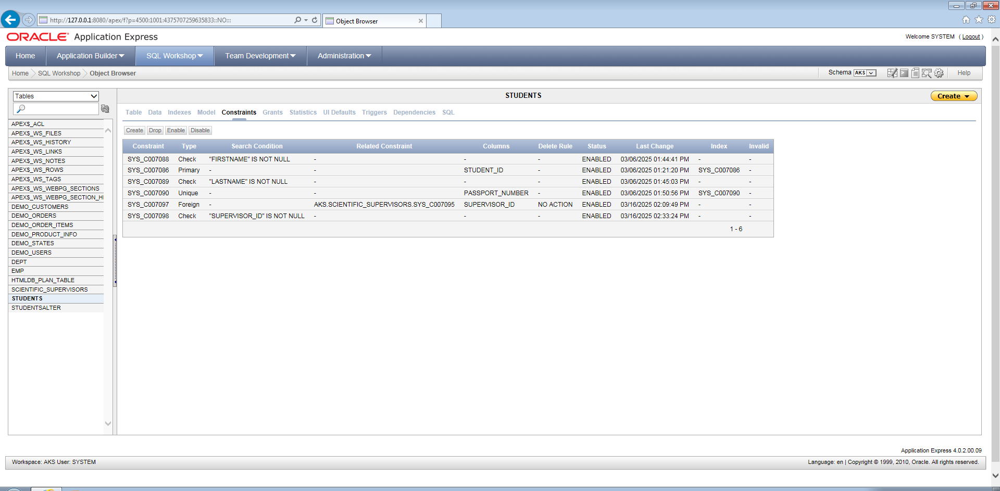 http://127.0.0.1:8080/apex/f?p=4500:1001:4375707259635833::NO:::
Object Browser
ORACLE Application Express
Welcome SYSTEM ( Logout )
Home Application Builder SQL Workshop Team Development Administration
Home SQL Workshop Object Browser
Schema AKS Help
Tables
STUDENTS
Create
Table Data Indexes Model Constraints Grants Statistics UI Defaults Triggers Dependencies SQL
Create Drop Enable Disable
APEX$_ACL
APEX$_WS_FILES
APEX$_WS_HISTORY
APEX$_WS_LINKS
APEX$_WS_NOTES
APEX$_WS_ROWS
APEX$_WS_TAGS
APEX$_WS_WEBPG_SECTIONS
APEX$_WS_WEBPG_SECTION_HI
DEMO_CUSTOMERS
DEMO_ORDERS
DEMO_ORDER_ITEMS
DEMO_PRODUCT_INFO
DEMO_STATES
DEMO_USERS
DEPT
EMP
HTMLDB_PLAN_TABLE
SCIENTIFIC_SUPERVISORS
STUDENTS
STUDENTSALTER
Constraint Type Search Condition Related Constraint Columns Delete Rule Status Last Change Index Invalid
SYS_C007088 Check "FIRSTNAME" IS NOT NULL - - - ENABLED 03/06/2025 01:44:41 PM - -
SYS_C007086 Primary - - STUDENT_ID - ENABLED 03/06/2025 01:21:20 PM SYS_C007086 -
SYS_C007089 Check "LASTNAME" IS NOT NULL - - - ENABLED 03/06/2025 01:45:03 PM - -
SYS_C007090 Unique - - PASSPORT_NUMBER - ENABLED 03/06/2025 01:50:56 PM SYS_C007090 -
SYS_C007097 Foreign - AKS.SCIENTIFIC_SUPERVISORS.SYS_C007095 SUPERVISOR_ID NO ACTION ENABLED 03/16/2025 02:09:49 PM - -
SYS_C007098 Check "SUPERVISOR_ID" IS NOT NULL - - - ENABLED 03/16/2025 02:33:24 PM - -
1 - 6
Application Express 4.0.2.00.09
Workspace: AKS User: SYSTEM
Language: en | Copyright © 1999, 2010, Oracle. All rights reserved.